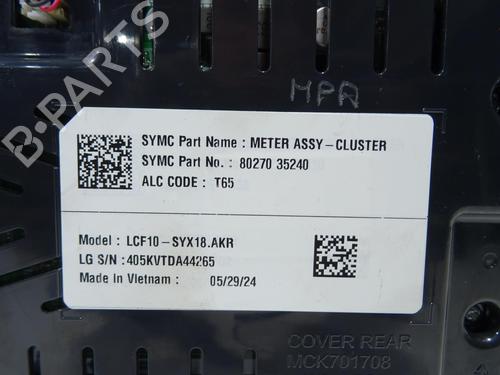 MPA
SYMC Part Name : METER ASSY-CLUSTER
SYMC Part No. : 80270 35240
ALC CODE : T65
Model : LCF10-SYX18.AKR
LG S/N : 405KVTDA44265
Made In Vietnam : 05/29/24
COVER REAR
MCK701708
B-PARTS